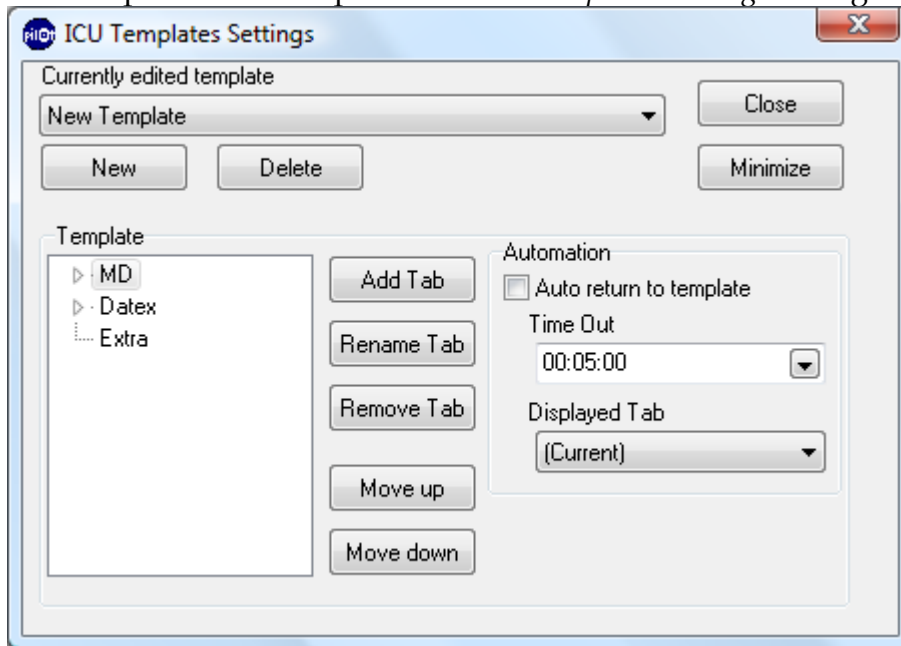 PiLOt ICU Templates Settings
X
Currently edited template
New Template
Close
New Delete Minimize
Template
MD
Datex
Extra
Add Tab
Rename Tab
Remove Tab
Move up
Move down
Automation
Auto return to template
Time Out
00:05:00
Displayed Tab
(Current)